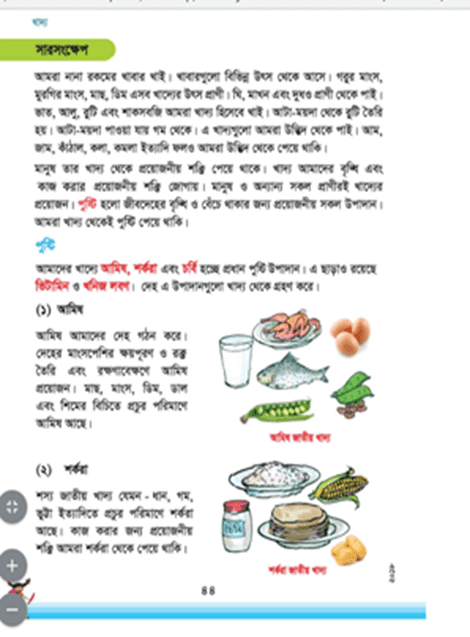 খাদ্য
সারসংক্ষেপ
আমরা নানা রকমের খাবার খাই। খাবারগুলো বিভিন্ন উৎস থেকে আসে। গরুর মাংস,
মুরগির মাংস, মাছ, ডিম এসব খাদ্যের উৎস প্রাণী। ঘি, মাখন এবং দুধও প্রাণী থেকে পাই।
ভাত, আলু, রুটি এবং শাকসবজি আমরা খাদ্য হিসেবে খাই। আটা-ময়দা থেকে রুটি তৈরি
হয়। আটা-ময়দা পাওয়া যায় গম থেকে। এ খাদ্যগুলো আমরা উদ্ভিদ থেকে পাই। আম,
জাম, কাঁঠাল, কলা, কমলা ইত্যাদি ফলও আমরা উদ্ভিদ থেকে পেয়ে থাকি।
মানুষ তার খাদ্য থেকে প্রয়োজনীয় শক্তি পেয়ে থাকে। খাদ্য আমাদের বৃদ্ধি এবং
কাজ করার প্রয়োজনীয় শক্তি জোগায়। মানুষ ও অন্যান্য সকল প্রাণীরই খাদ্যের
প্রয়োজন। পুষ্টি হলো জীবদেহের বৃদ্ধি ও বেঁচে থাকার জন্য প্রয়োজনীয় সকল উপাদান।
আমরা খাদ্য থেকেই পুষ্টি পেয়ে থাকি।
পুষ্টি
আমাদের খাদ্যে আমিষ, শর্করা এবং চর্বি হচ্ছে প্রধান পুষ্টি উপাদান। এ ছাড়াও রয়েছে
ভিটামিন ও খনিজ লবণ। দেহ এ উপাদানগুলো খাদ্য থেকে গ্রহণ করে।
(১) আমিষ
আমিষ আমাদের দেহ গঠন করে।
দেহের মাংসপেশির ক্ষয়পূরণ ও রক্ত
তৈরি এবং রক্ষণাবেক্ষণে আমিষ
প্রয়োজন। মাছ, মাংস, ডিম, ডাল
এবং শিমের বিচিতে প্রচুর পরিমাণে
আমিষ আছে।
আমিষ জাতীয় খাদ্য
(২) শর্করা
শস্য জাতীয় খাদ্য যেমন - ধান, গম,
ভুট্টা ইত্যাদিতে প্রচুর পরিমাণে শর্করা
আছে। কাজ করার জন্য প্রয়োজনীয়
শক্তি আমরা শর্করা থেকে পেয়ে থাকি।
শর্করা জাতীয় খাদ্য
৪৪